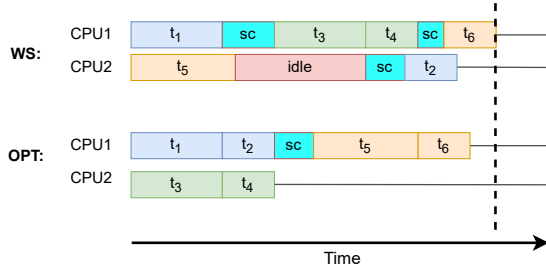 WS:
CPU1 t1 sc t3 t4 sc t6
CPU2 t5 idle sc t2
OPT:
CPU1 t1 t2 sc t5 t6
CPU2 t3 t4
Time